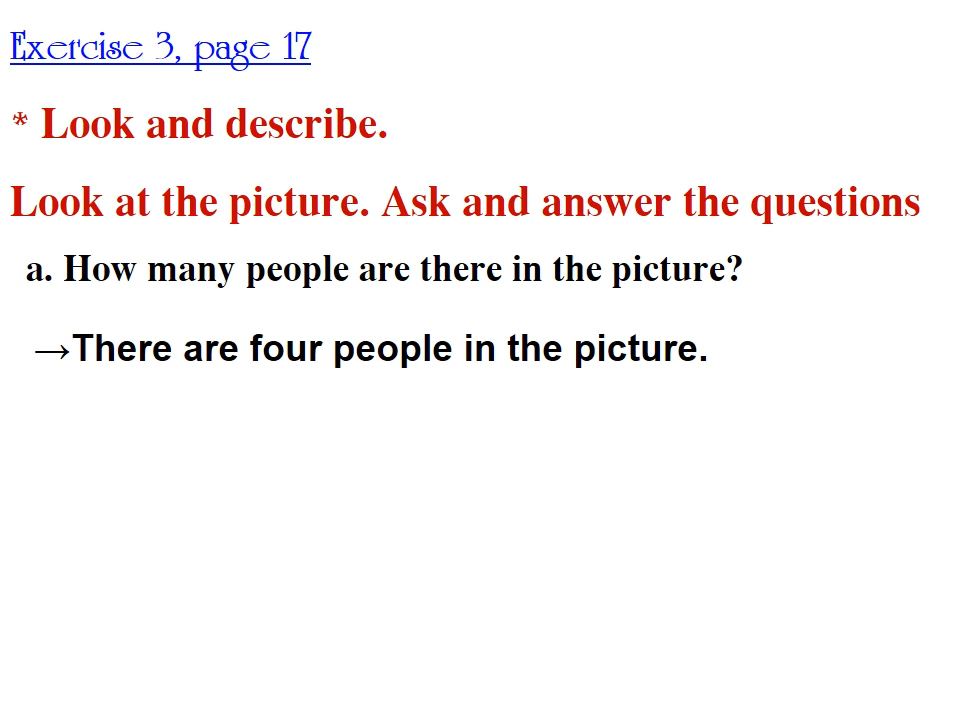 Exercise 3, page 17
* Look and describe.
Look at the picture. Ask and answer the questions
a. How many people are there in the picture?
→There are four people in the picture.